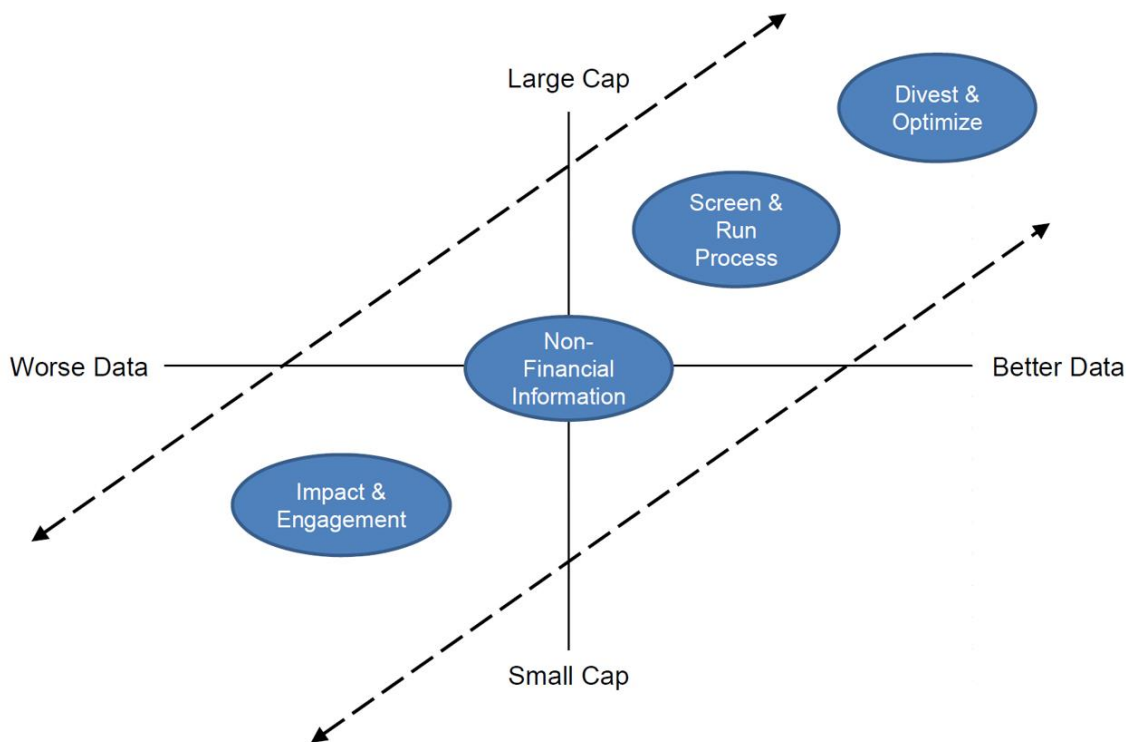 Large Cap
Divest &
Optimize
Screen &
Run
Process
Worse Data
Non-
Financial
Information
Better Data
Impact &
Engagement
Small Cap